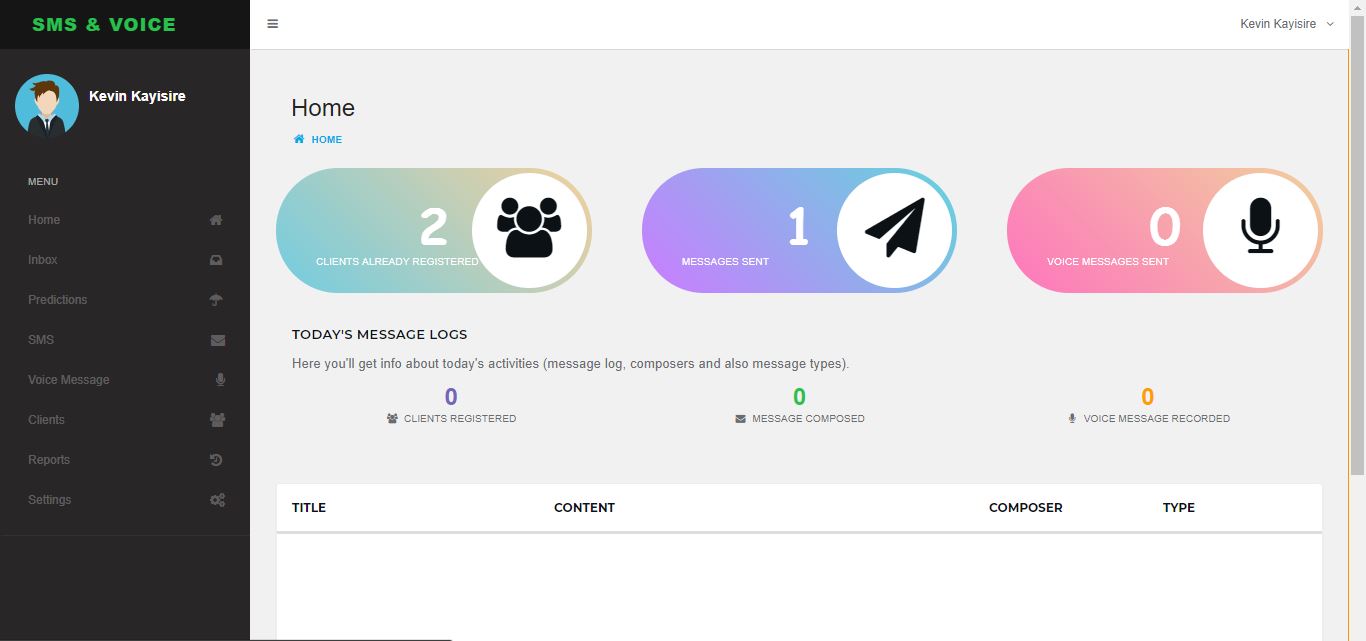 SMS & VOICE
Kevin Kayisire
Kevin Kayisire
MENU
Home
Inbox
Predictions
SMS
Voice Message
Clients
Reports
Settings
Home
HOME
2
CLIENTS ALREADY REGISTERED
1
MESSAGES SENT
0
VOICE MESSAGES SENT
TODAY'S MESSAGE LOGS
Here you'll get info about today's activities (message log, composers and also message types).
0
CLIENTS REGISTERED
0
MESSAGE COMPOSED
0
VOICE MESSAGE RECORDED
TITLE CONTENT COMPOSER TYPE